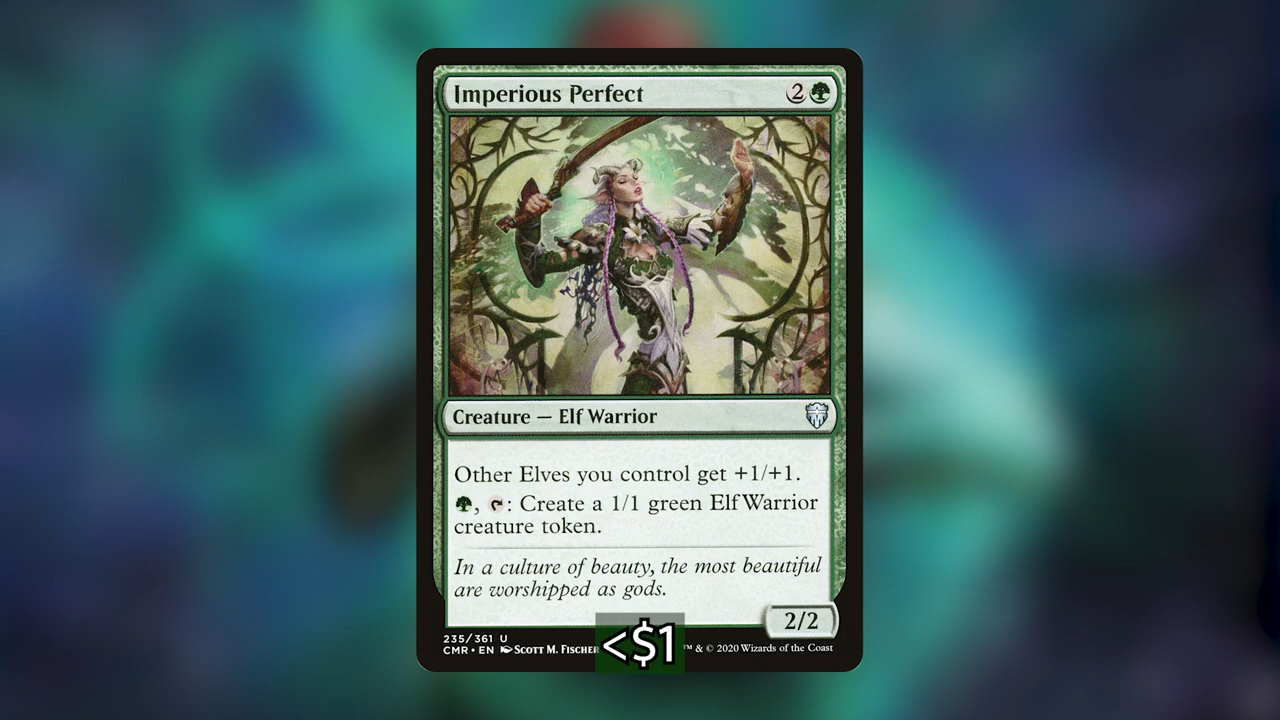 Imperious Perfect 2
Creature — Elf Warrior
Other Elves you control get +1/+1.
, : Create a 1/1 green Elf Warrior
creature token.
In a culture of beauty, the most beautiful
are worshipped as gods.
2/2
235/361 U
CMR • EN Scott M. Fischer ™ & © 2020 Wizards of the Coast
<$1